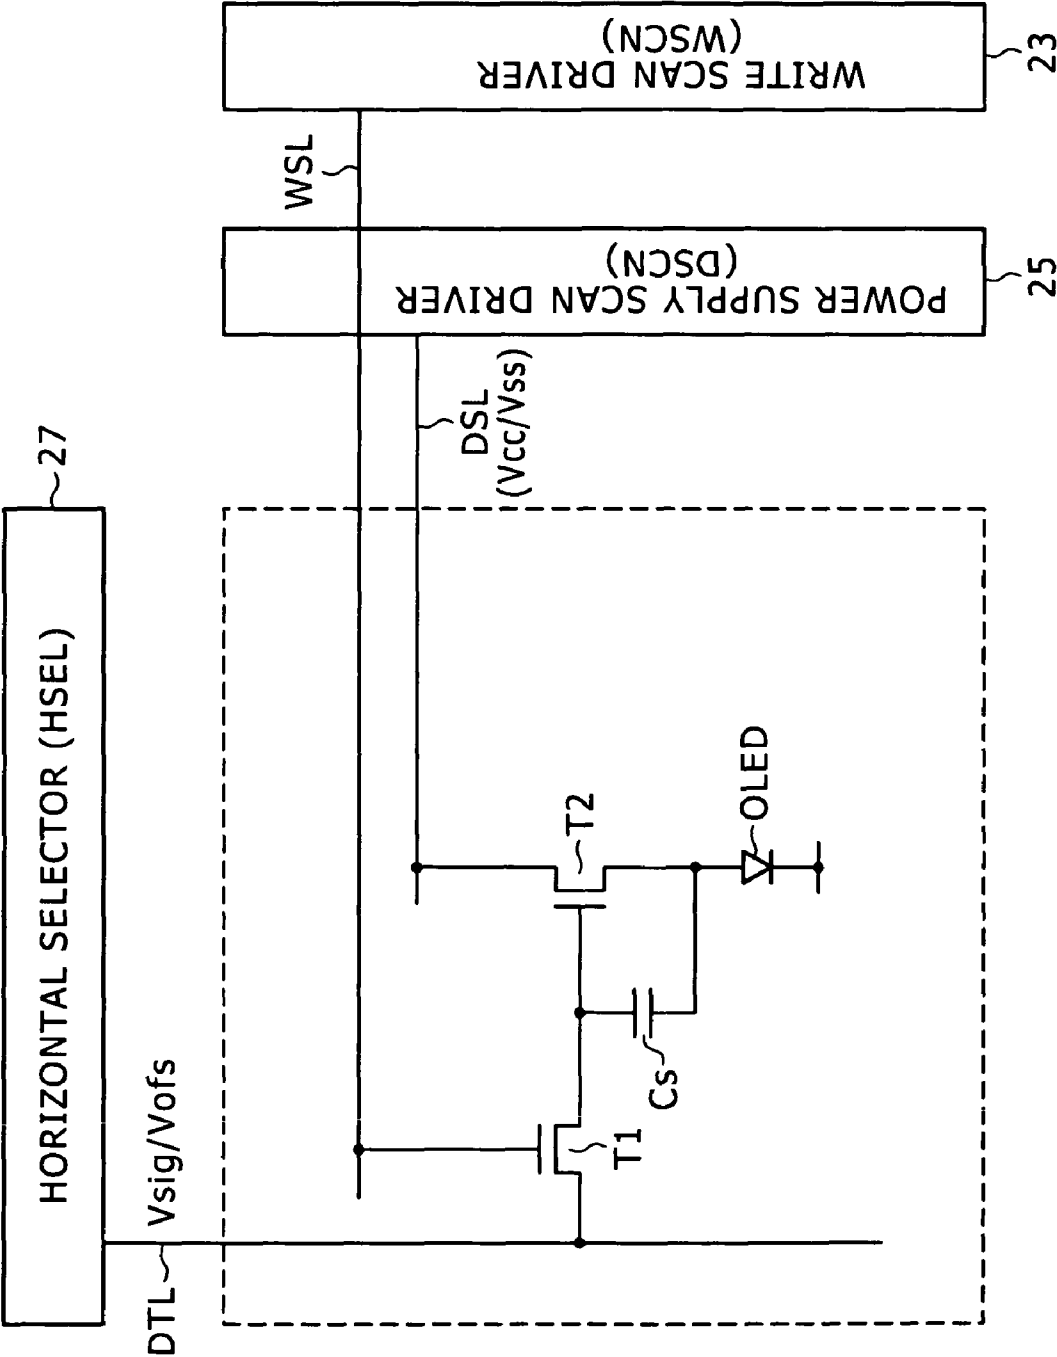 HORIZONTAL SELECTOR (HSEL)
27
DTL
Vsig/Vofs
WSL
WRITE SCAN DRIVER
(WSCN)
23
DSL
(Vcc/Vss)
POWER SUPPLY SCAN DRIVER
(DSCN)
25
T1
Cs
T2
OLED